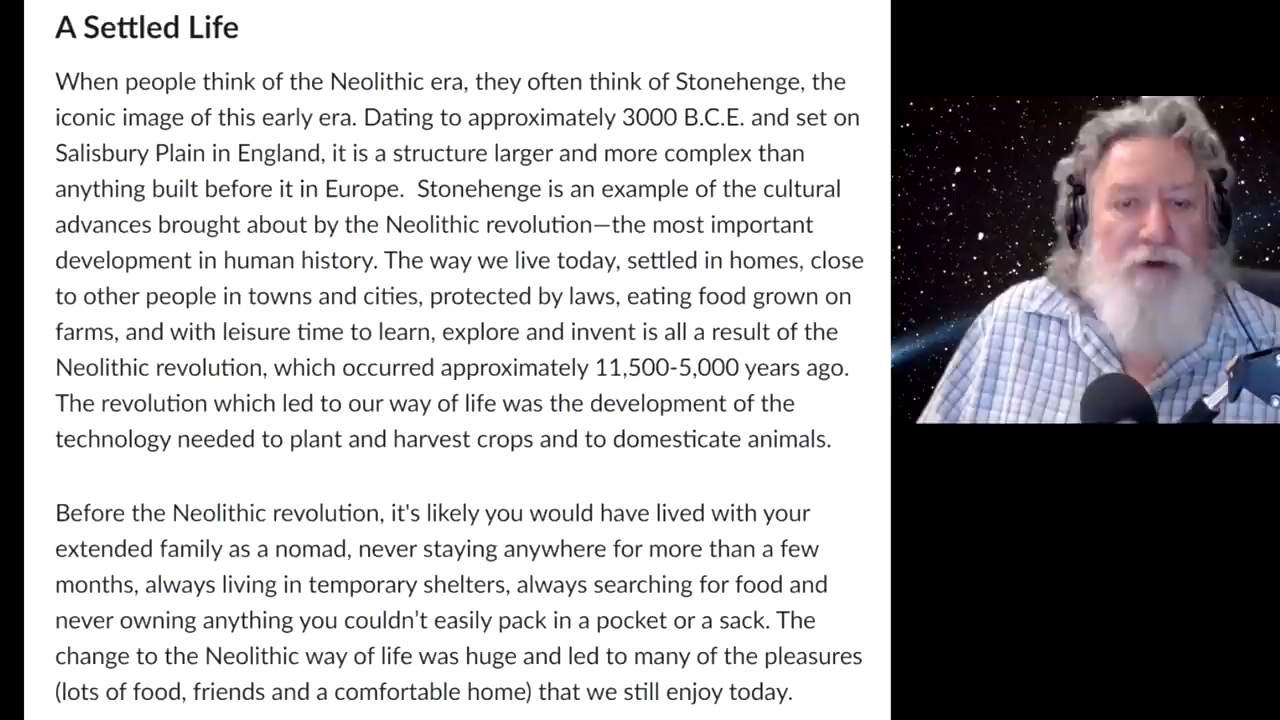 A Settled Life
When people think of the Neolithic era, they often think of Stonehenge, the
iconic image of this early era. Dating to approximately 3000 B.C.E. and set on
Salisbury Plain in England, it is a structure larger and more complex than
anything built before it in Europe.  Stonehenge is an example of the cultural
advances brought about by the Neolithic revolution—the most important
development in human history. The way we live today, settled in homes, close
to other people in towns and cities, protected by laws, eating food grown on
farms, and with leisure time to learn, explore and invent is all a result of the
Neolithic revolution, which occurred approximately 11,500-5,000 years ago.
The revolution which led to our way of life was the development of the
technology needed to plant and harvest crops and to domesticate animals.
Before the Neolithic revolution, it's likely you would have lived with your
extended family as a nomad, never staying anywhere for more than a few
months, always living in temporary shelters, always searching for food and
never owning anything you couldn’t easily pack in a pocket or a sack. The
change to the Neolithic way of life was huge and led to many of the pleasures
(lots of food, friends and a comfortable home) that we still enjoy today.